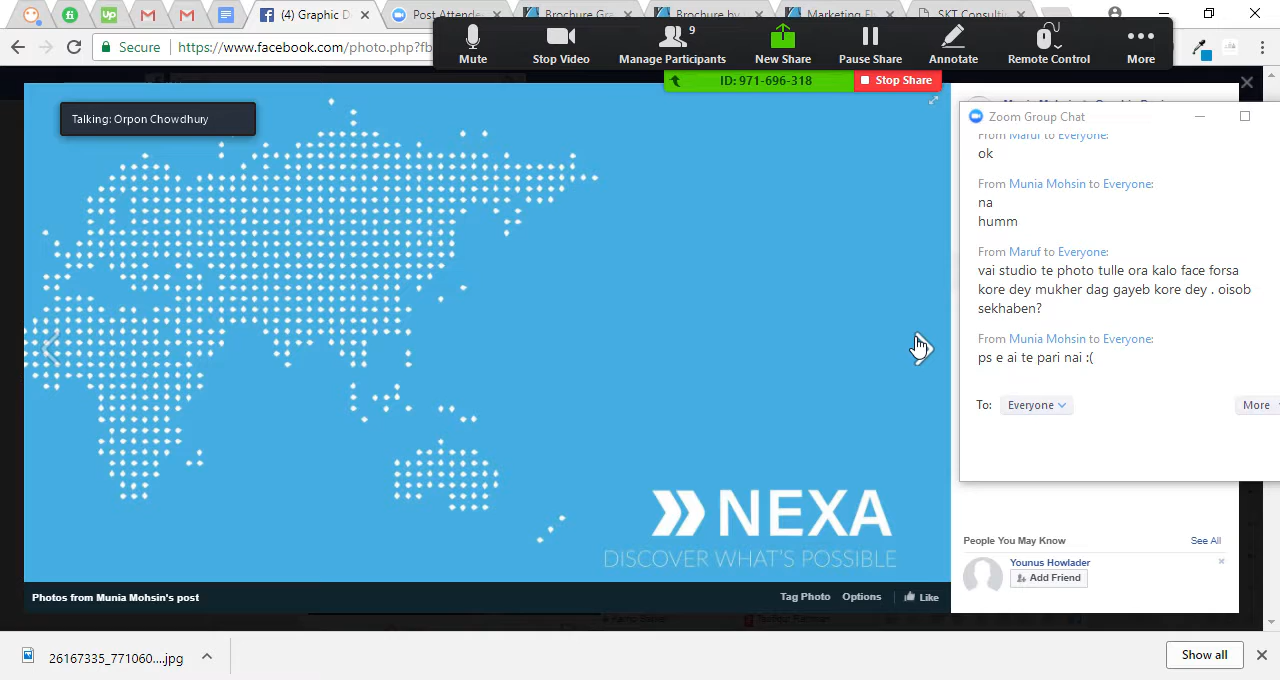 (4) Graphic D
Post Attende
Brochure Gra
Brochure by
Marketing Fl
SKT Consulti
Secure
https://www.facebook.com/photo.php?fb
Mute
Stop Video
9
Manage Participants
New Share
Pause Share
Annotate
Remote Control
More
ID: 971-696-318
Stop Share
Talking: Orpon Chowdhury
Zoom Group Chat
From Maruf to Everyone:
ok
From Munia Mohsin to Everyone:
na
humm
From Maruf to Everyone:
vai studio te photo tulle ora kalo face forsa
kore dey mukher dag gayeb kore dey . oisob
sekhaben?
From Munia Mohsin to Everyone:
ps e ai te pari nai :(
To: Everyone
More
NEXA
DISCOVER WHAT'S POSSIBLE
People You May Know
See All
Younus Howlader
Add Friend
Photos from Munia Mohsin's post
Tag Photo
Options
Like
26167335_771060....jpg
Show all